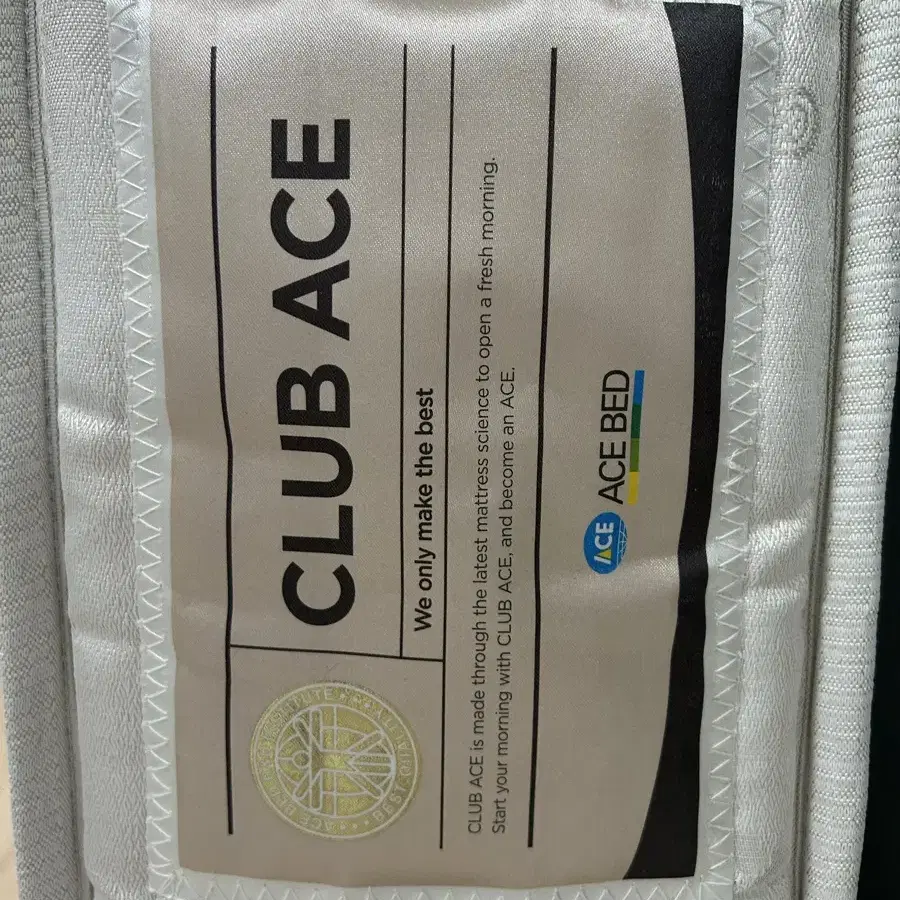 CLUB ACE
We only make the best
CLUB ACE is made through the latest mattress science to open a fresh morning.
Start your morning with CLUB ACE, and become an ACE.
ACE
ACE BED